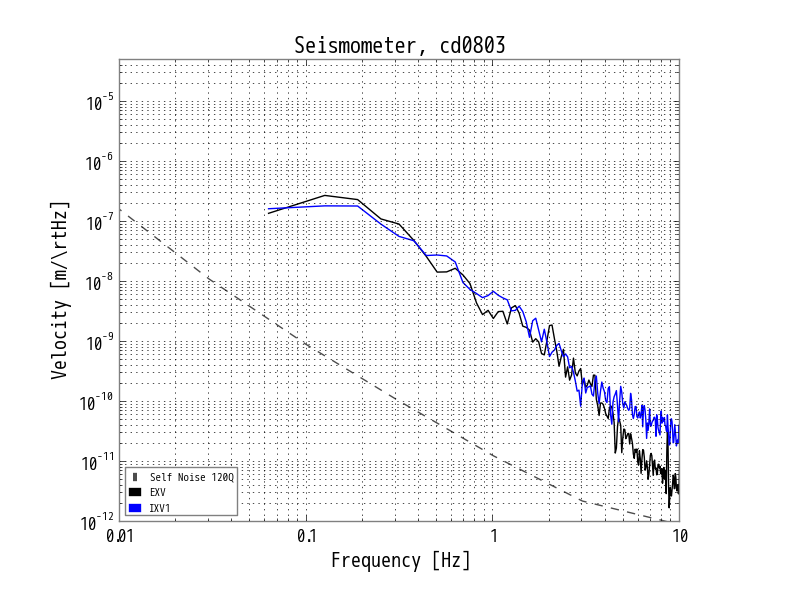 Seismometer, cd0803
Velocity [m/\rtHz]
10^-5
10^-6
10^-7
10^-8
10^-9
10^-10
10^-11
10^-12
Self Noise 120Q
EXV
IXV1
0.01 0.1 1 10
Frequency [Hz]